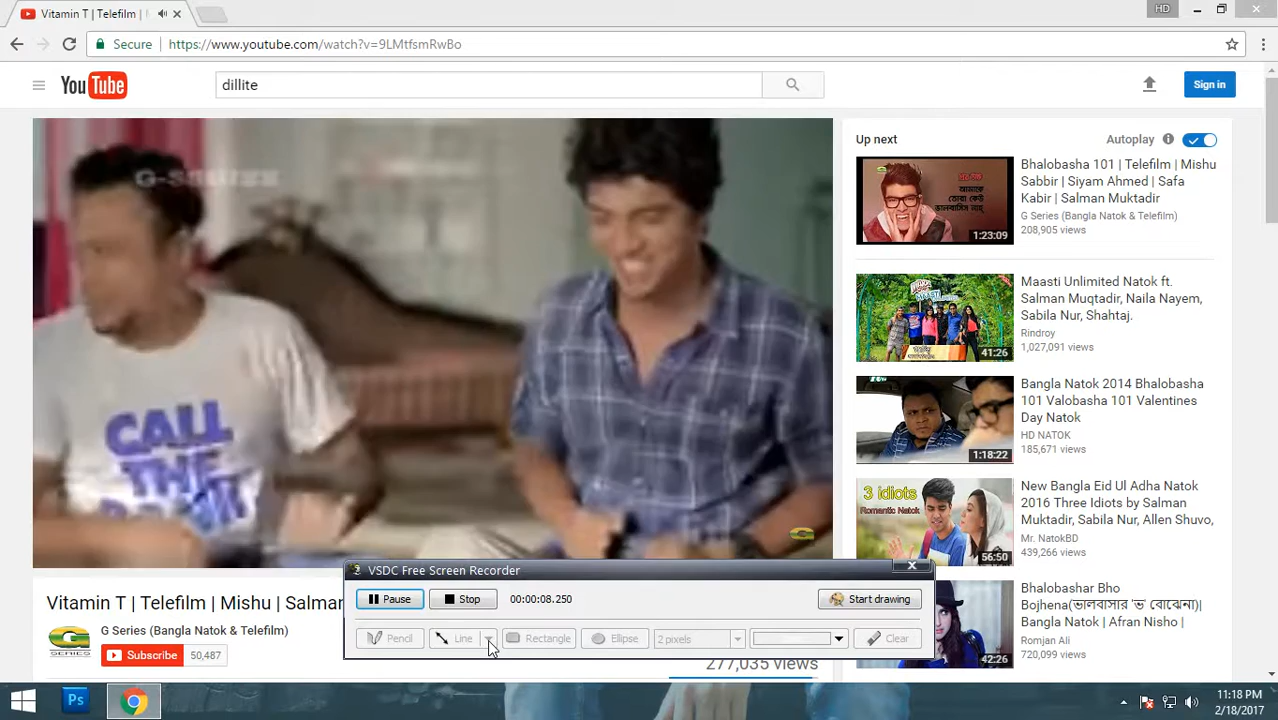 Vitamin T | Telefilm |
HD
Secure
https://www.youtube.com/watch?v=9LMtfsmRwBo
YouTube
dillite
Sign in
G-SERIES
CALL
THE
Up next
Autoplay
1:23:09
Bhalobasha 101 | Telefilm | Mishu
Sabbir | Siyam Ahmed | Safa
Kabir | Salman Muktadir
G Series (Bangla Natok & Telefilm)
208,905 views
41:26
Maasti Unlimited Natok ft.
Salman Muqtadir, Naila Nayem,
Sabila Nur, Shahtaj.
Rindroy
1,027,091 views
1:18:22
Bangla Natok 2014 Bhalobasha
101 Valobasha 101 Valentines
Day Natok
HD NATOK
185,671 views
3 idiots
Romantic Natok
56:50
New Bangla Eid Ul Adha Natok
2016 Three Idiots by Salman
Muktadir, Sabila Nur, Allen Shuvo,
Mr. NatokBD
439,266 views
42:26
Bhalobashar Bho
Bojhena(ভালবাসার 'ভ' বোঝেনা)|
Bangla Natok | Afran Nisho |
Romjan Ali
720,099 views
VSDC Free Screen Recorder
Pause
Stop
00:00:08.250
Start drawing
Pencil
Line
Rectangle
Ellipse
2 pixels
Clear
Vitamin T | Telefilm | Mishu | Salman
G Series (Bangla Natok & Telefilm)
SERIES
Subscribe
50,487
277,035 views
Ps
11:18 PM
2/18/2017